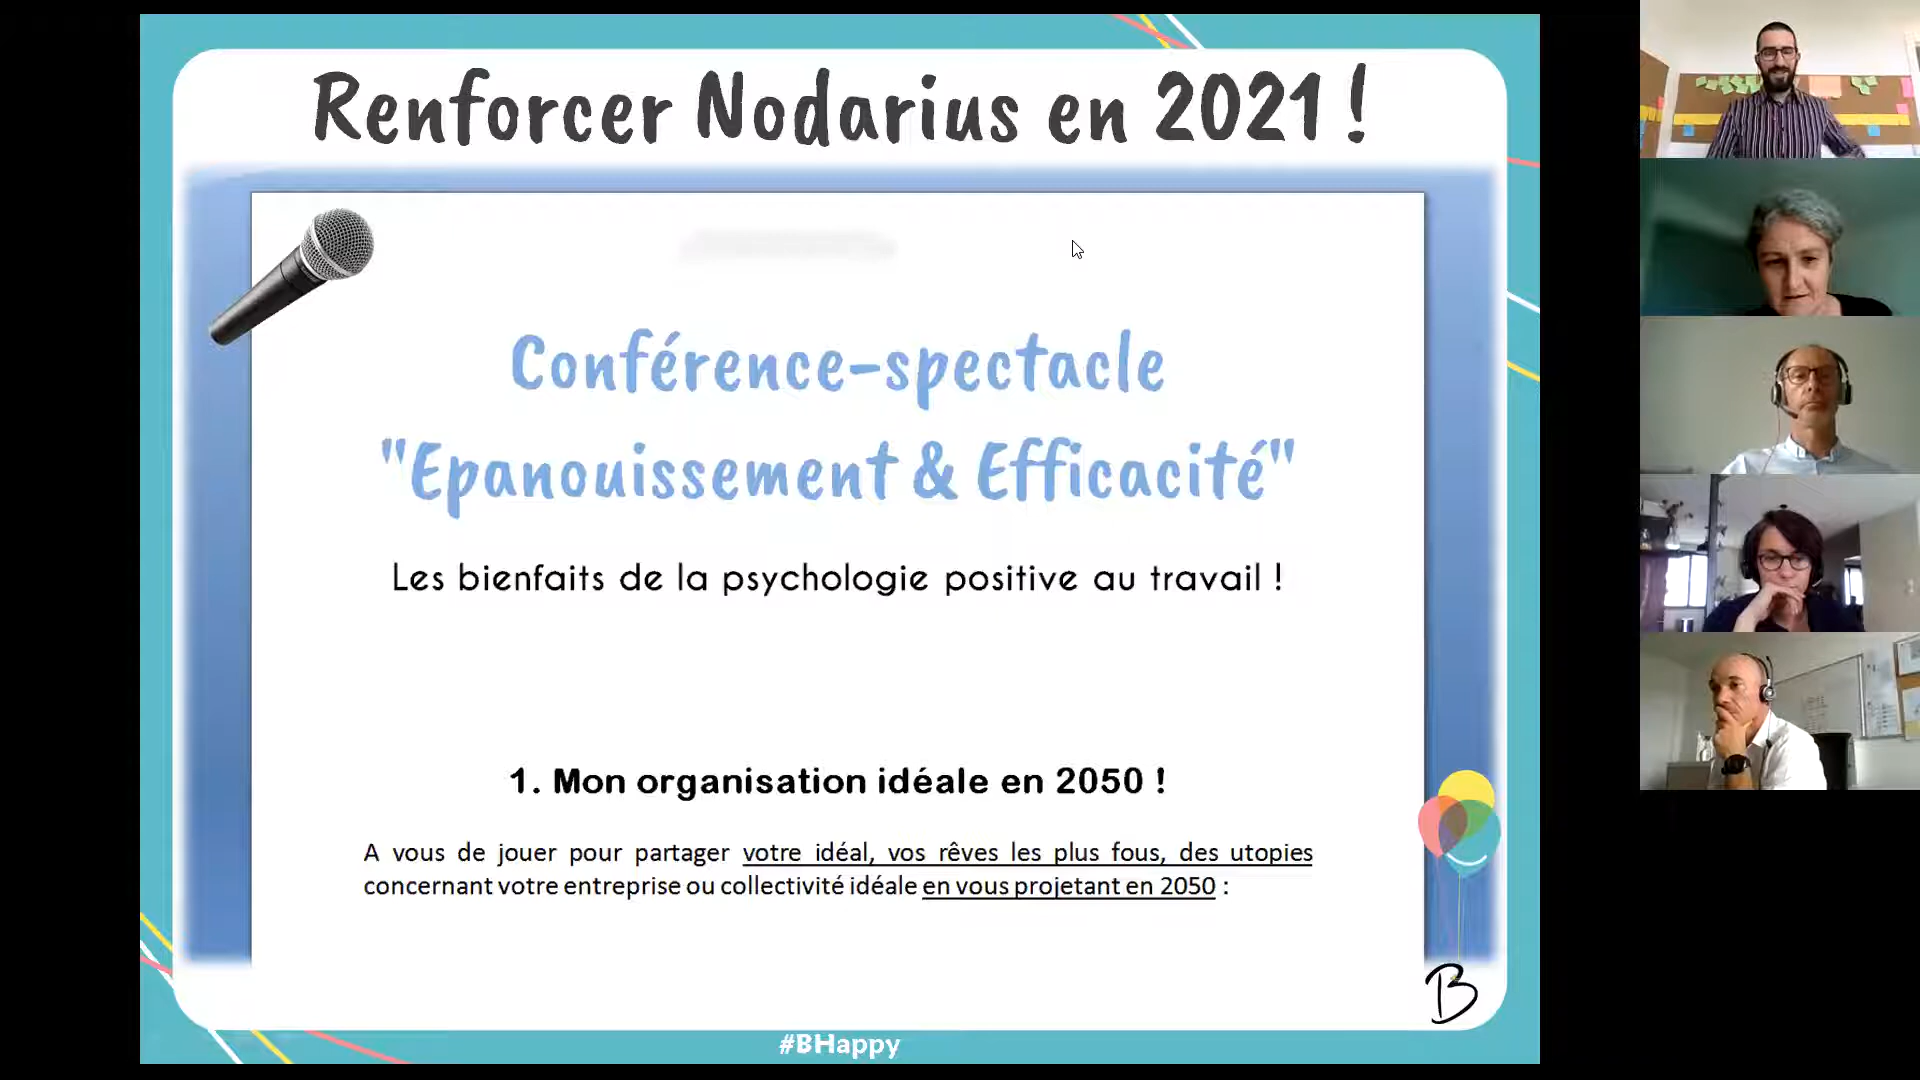 Renforcer Nodarius en 2021 !
Conférence-spectacle
"Epanouissement & Efficacité"
Les bienfaits de la psychologie positive au travail !
1. Mon organisation idéale en 2050 !
A vous de jouer pour partager votre idéal, vos rêves les plus fous, des utopies
concernant votre entreprise ou collectivité idéale en vous projetant en 2050 :
B
#BHappy